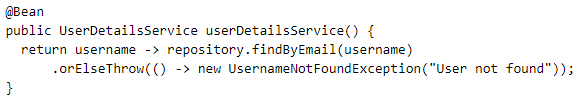 @Bean
public UserDetailsService userDetailsService() {
  return username -> repository.findByEmail(username)
      .orElseThrow(() -> new UsernameNotFoundException("User not found"));
}